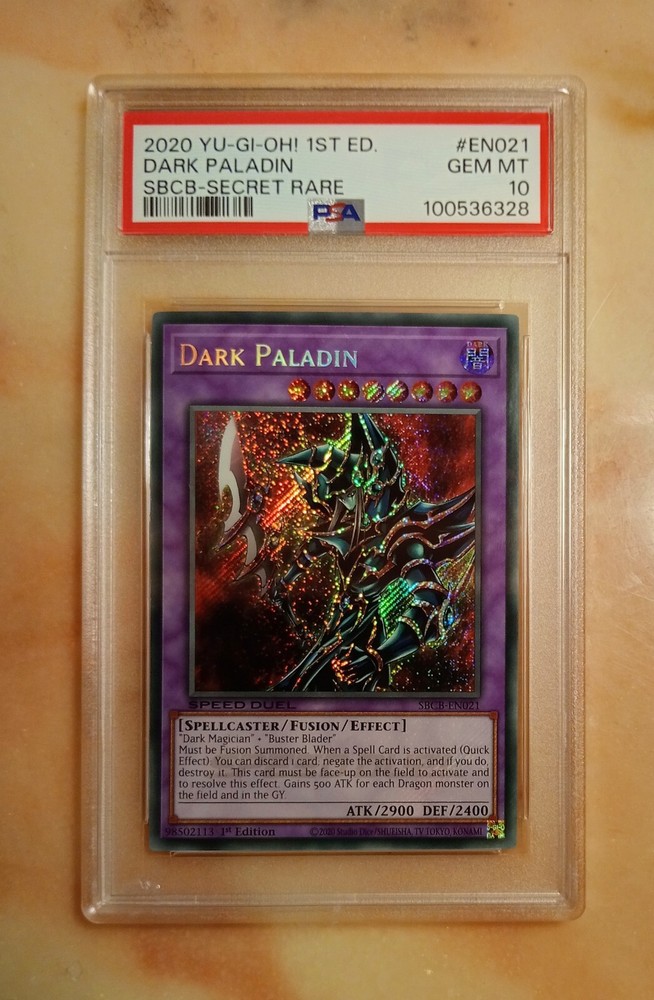 2020 YU-GI-OH! 1ST ED. #EN021
DARK PALADIN GEM MT
SBCB-SECRET RARE 10
PSA 100536328
DARK PALADIN
DARK
闇
SPEED DUEL SBCB-EN021
[SPELLCASTER/FUSION/EFFECT]
"Dark Magician" + "Buster Blader"
Must be Fusion Summoned. When a Spell Card is activated (Quick
Effect): You can discard 1 card; negate the activation, and if you do,
destroy it. This card must be face-up on the field to activate and
to resolve this effect. Gains 500 ATK for each Dragon monster on
the field and in the GY.
ATK/2900 DEF/2400
98502113 1st Edition ©2020 Studio Dice/SHUEISHA, TV TOKYO, KONAMI